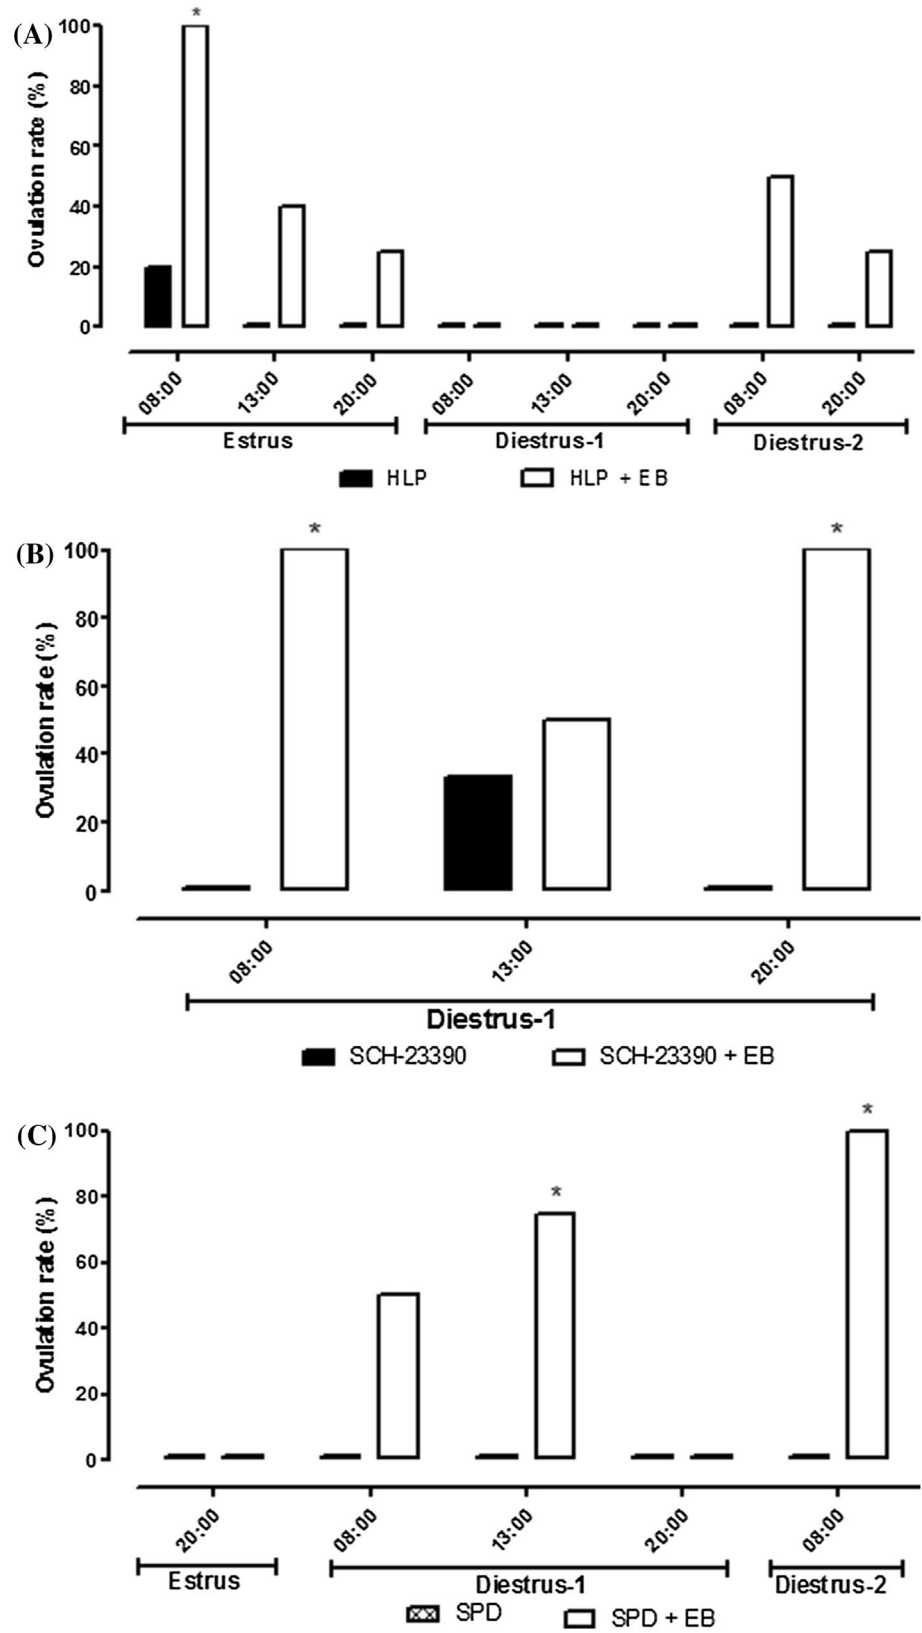 (A)
*
Ovulation rate (%)
100
80
60
40
20
0
08:00 13:00 20:00 08:00 13:00 20:00 08:00 20:00
Estrus Diestrus-1 Diestrus-2
HLP HLP + EB
(B)
* *
Ovulation rate (%)
100
80
60
40
20
0
08:00 13:00 20:00
Diestrus-1
SCH-23390 SCH-23390 + EB
(C)
* *
Ovulation rate (%)
100
80
60
40
20
0
20:00 08:00 13:00 20:00 08:00
Estrus Diestrus-1 Diestrus-2
SPD SPD + EB